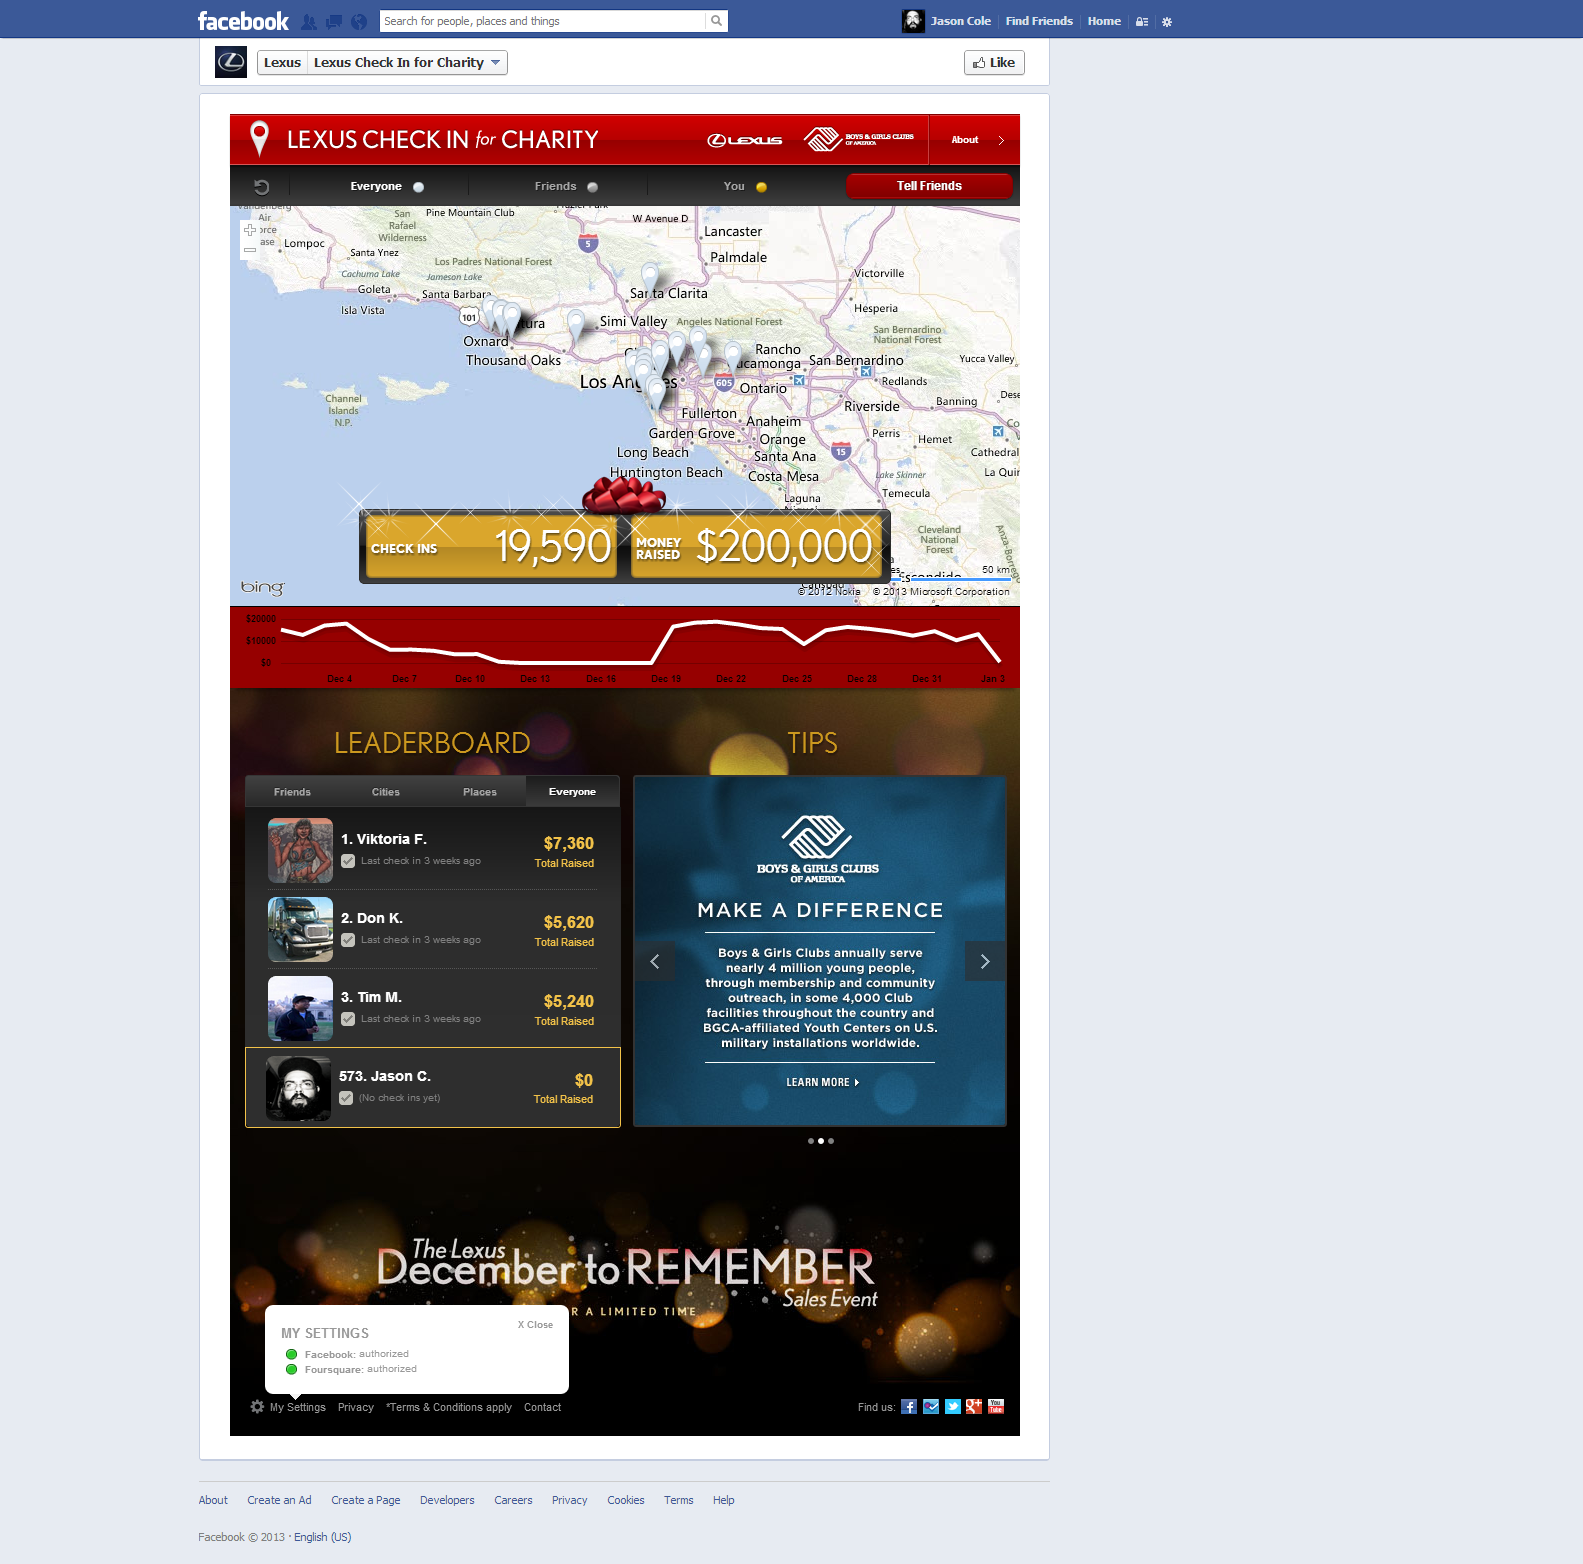 facebook
Search for people, places and things
Jason Cole
Find Friends
Home
Lexus
Lexus Check In for Charity
Like
LEXUS CHECK IN for CHARITY
LEXUS
BOYS & GIRLS CLUBS
OF AMERICA
About
Everyone
Friends
You
Tell Friends
Air
Lompoc
Santa Ynez
Cachuma Lake
Goleta
Isla Vista
San
Rafael
Wilderness
Pine Mountain Club
Los Padres National Forest
Jameson Lake
Santa Barbara
101
Oxnard
Thousand Oaks
Channel
Islands
N.P.
5
W Avenue D
Lancaster
Palmdale
Santa Clarita
Simi Valley
Angeles National Forest
Victorville
Hesperia
San Bernardino
National Forest
Yucca Valley
Rancho
San Bernardino
605
Ontario
Redlands
Riverside
Banning
Fullerton
Anaheim
Garden Grove
Orange
Perris
Hemet
Long Beach
Santa Ana
15
Cathedral
Huntington Beach
Costa Mesa
Lake Skinner
Laguna
Temecula
Cleveland
National
Forest
CHECK INS
19,590
MONEY
RAISED
$200,000
50 km
bing
© 2012 Nokia
© 2013 Microsoft Corporation
$20000
$10000
$0
Dec 4
Dec 7
Dec 10
Dec 13
Dec 16
Dec 19
Dec 22
Dec 25
Dec 28
Dec 31
Jan 3
LEADERBOARD
Friends
Cities
Places
Everyone
1. Viktoria F.
Last check in 3 weeks ago
$7,360
Total Raised
2. Don K.
Last check in 3 weeks ago
$5,620
Total Raised
3. Tim M.
Last check in 3 weeks ago
$5,240
Total Raised
573. Jason C.
(No check ins yet)
$0
Total Raised
TIPS
BOYS & GIRLS CLUBS
OF AMERICA
MAKE A DIFFERENCE
Boys & Girls Clubs annually serve
nearly 4 million young people,
through membership and community
outreach, in some 4,000 Club
facilities throughout the country and
BGCA-affiliated Youth Centers on U.S.
military installations worldwide.
LEARN MORE
The Lexus
December to REMEMBER
Sales Event
R A LIMITED TIME
X Close
MY SETTINGS
Facebook: authorized
Foursquare: authorized
My Settings
Privacy
*Terms & Conditions apply
Contact
Find us:
You
Tube
About
Create an Ad
Create a Page
Developers
Careers
Privacy
Cookies
Terms
Help
Facebook © 2013 · English (US)